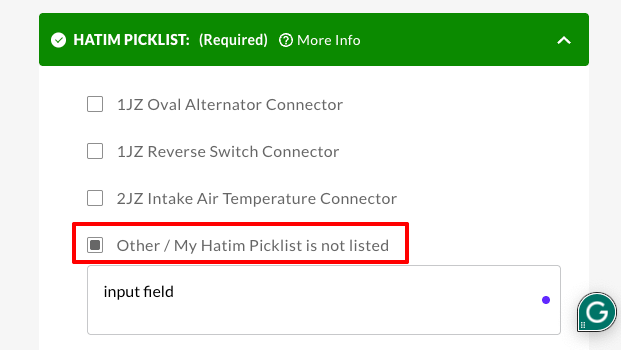 HATIM PICKLIST: (Required) More Info
1JZ Oval Alternator Connector
1JZ Reverse Switch Connector
2JZ Intake Air Temperature Connector
Other / My Hatim Picklist is not listed
input field
G